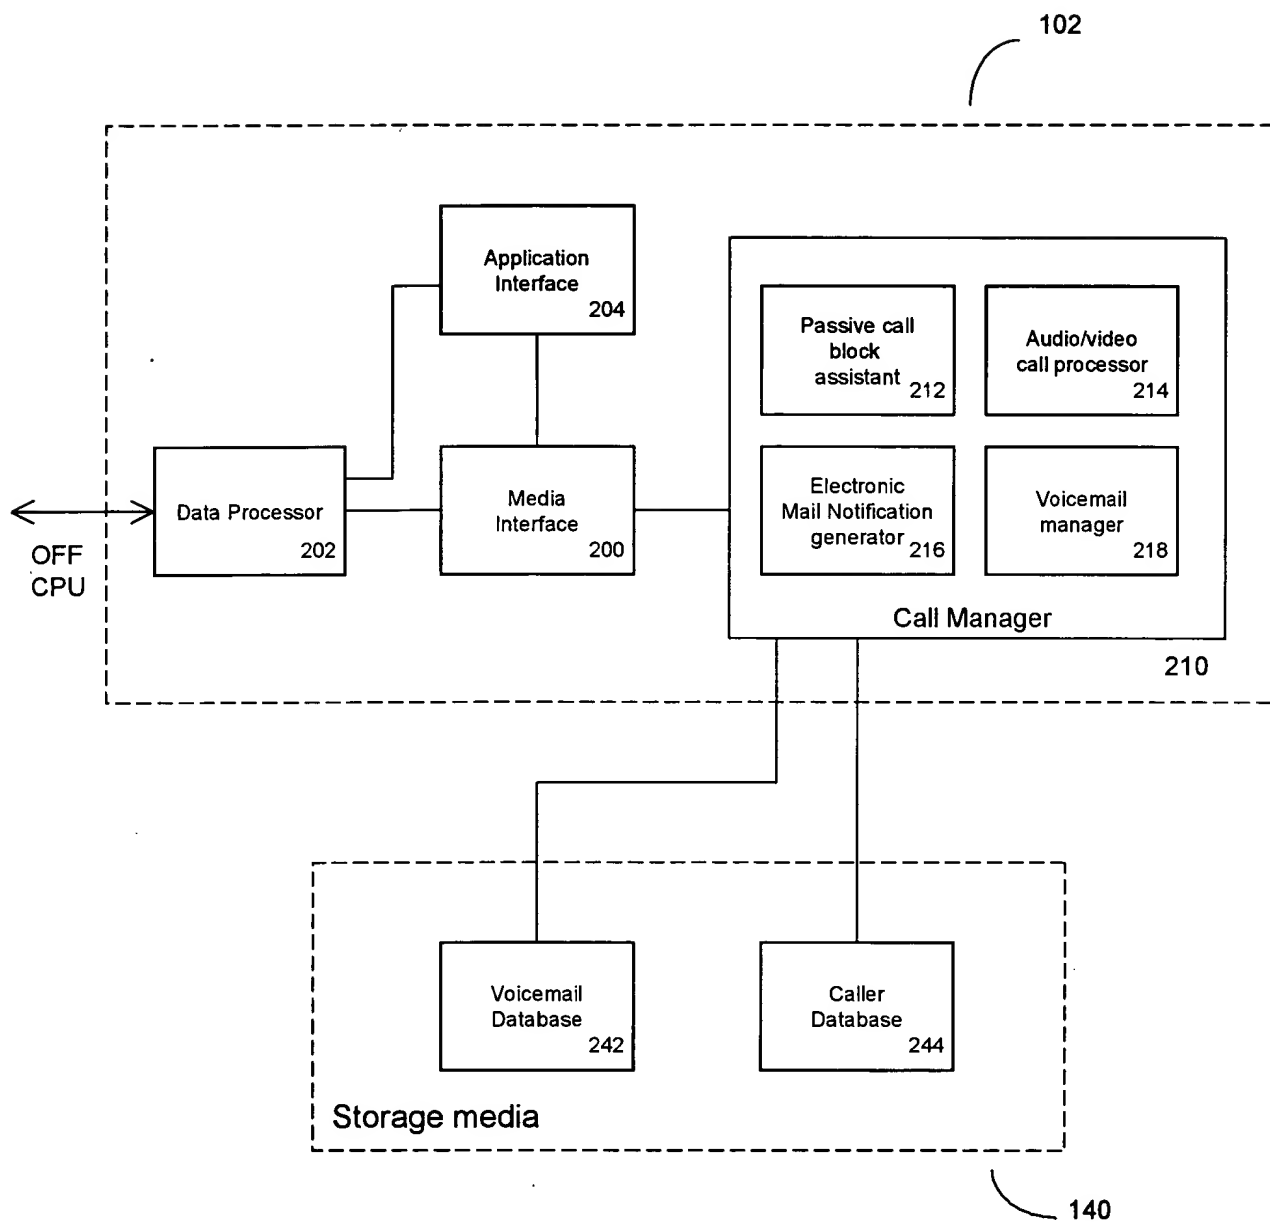 102
Application
Interface
204
Passive call
block
assistant
212
Audio/video
call processor
214
Data Processor
202
Media
Interface
200
Electronic
Mail Notification
generator
216
Voicemail
manager
218
OFF
CPU
Call Manager
210
Voicemail
Database
242
Caller
Database
244
Storage media
140